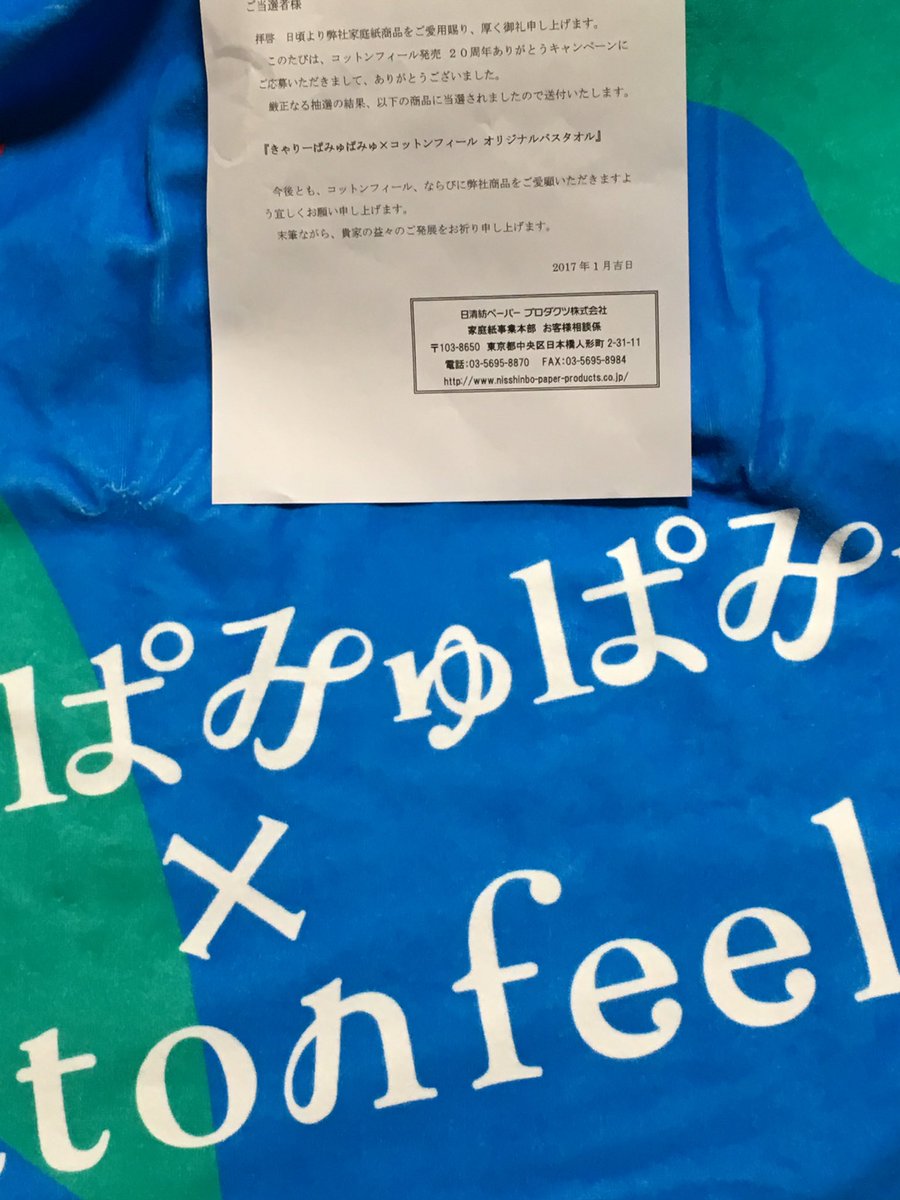 ご当選者様
拝啓 日頃より弊社家庭紙商品をご愛用賜り、厚く御礼申し上げます。
このたびは、コットンフィール発売 20周年ありがとうキャンペーンに
ご応募いただきまして、ありがとうございました。
厳正なる抽選の結果、以下の商品に当選されましたので送付いたします。
『きゃりーぱみゅぱみゅ×コットンフィール オリジナルバスタオル』
今後とも、コットンフィール、ならびに弊社商品をご愛顧いただきますよ
う宜しくお願い申し上げます。
末筆ながら、貴家の益々のご発展をお祈り申し上げます。
2017年1月吉日
日清紡ペーパー プロダクツ株式会社
家庭紙事業本部 お客様相談係
〒103-8650 東京都中央区日本橋人形町 2-31-11
電話:03-5695-8870 FAX:03-5695-8984
http://www.nisshinbo-paper-products.co.jp/
ぱみゅぱみ
×
tonfeel